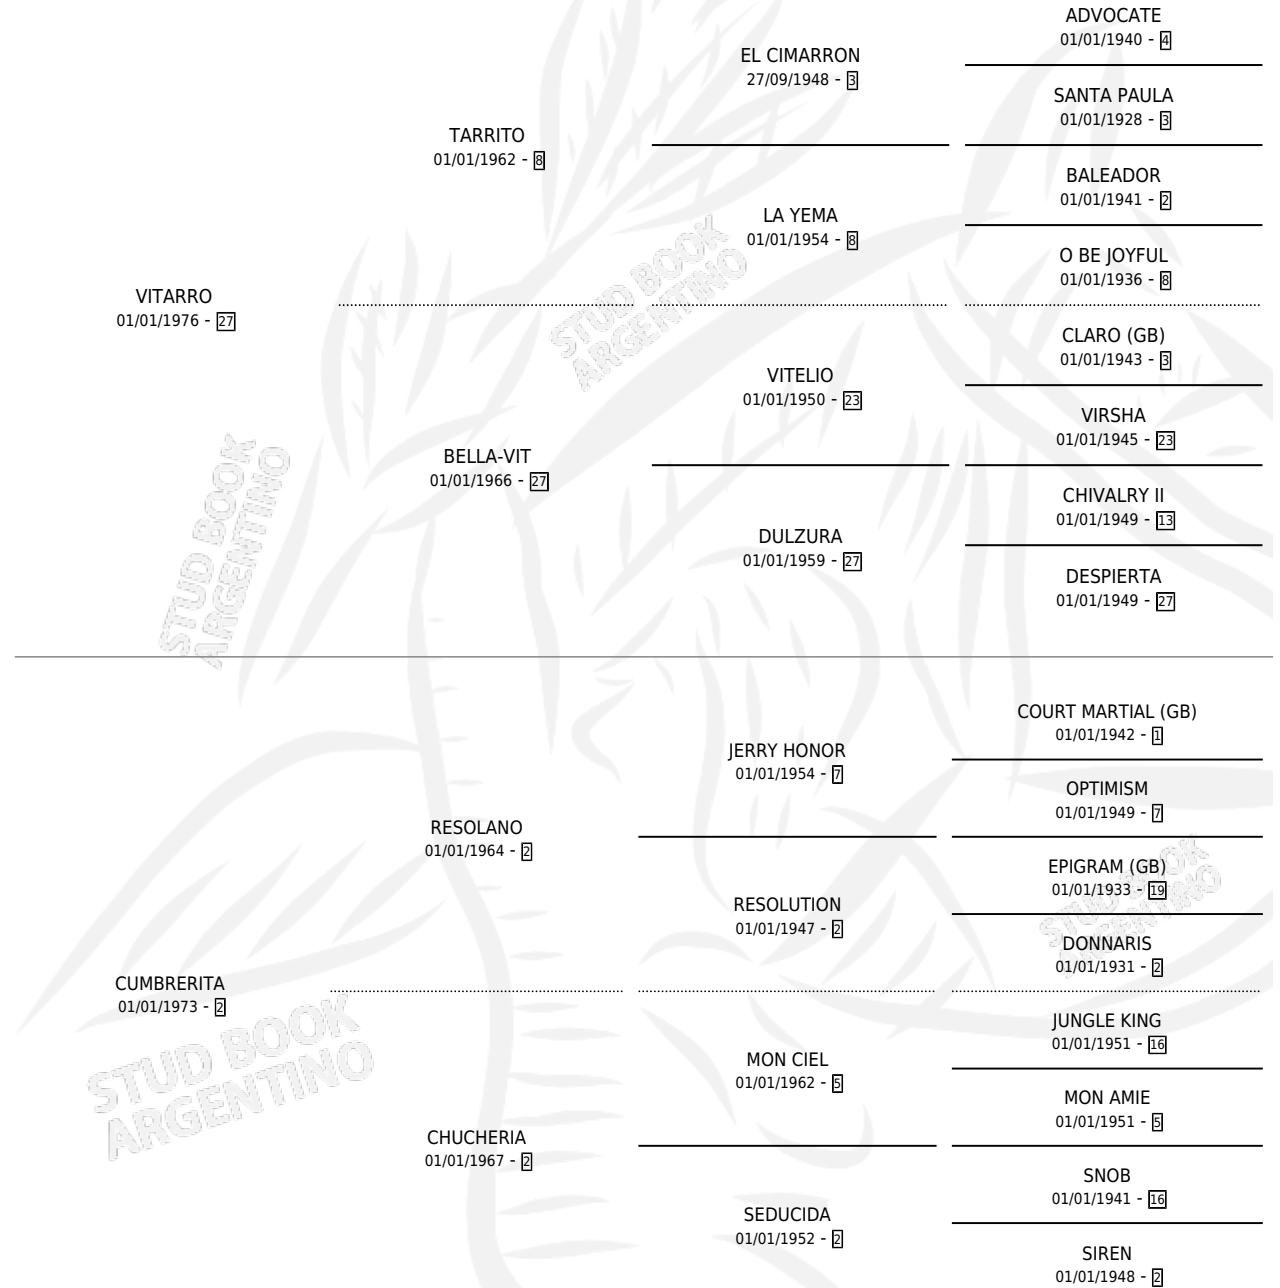 ADVOCATE
01/01/1940 - 4
EL CIMARRON
27/09/1948 - 3
SANTA PAULA
01/01/1928 - 3
TARRITO
01/01/1962 - 8
BALEADOR
01/01/1941 - 2
LA YEMA
01/01/1954 - 8
O BE JOYFUL
01/01/1936 - 8
VITARRO
01/01/1976 - 27
CLARO (GB)
01/01/1943 - 3
VITELIO
01/01/1950 - 23
VIRSHA
01/01/1945 - 23
BELLA-VIT
01/01/1966 - 27
CHIVALRY II
01/01/1949 - 13
DULZURA
01/01/1959 - 27
DESPIERTA
01/01/1949 - 27
COURT MARTIAL (GB)
01/01/1942 - 1
JERRY HONOR
01/01/1954 - 7
OPTIMISM
01/01/1949 - 7
RESOLANO
01/01/1964 - 2
EPIGRAM (GB)
01/01/1933 - 19
RESOLUTION
01/01/1947 - 2
DONNARIS
01/01/1931 - 2
CUMBRERITA
01/01/1973 - 2
JUNGLE KING
01/01/1951 - 16
MON CIEL
01/01/1962 - 5
MON AMIE
01/01/1951 - 5
CHUCHERIA
01/01/1967 - 2
SNOB
01/01/1941 - 16
SEDUCIDA
01/01/1952 - 2
SIREN
01/01/1948 - 2
STUD BOOK
ARGENTINO
STUD BOOK
ARGENTINO
STUD BOOK
ARGENTINO
STUD BOOK
ARGENTINO